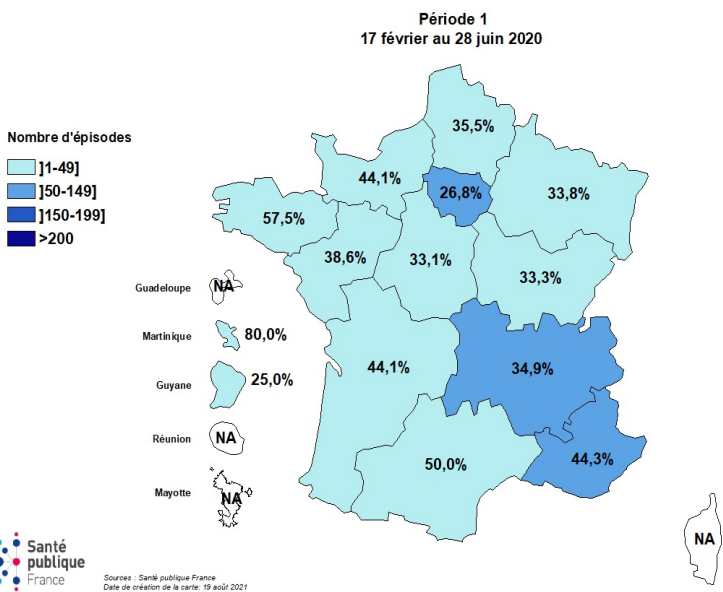 Période 1
17 février au 28 juin 2020
Nombre d'épisodes
]1-49]
]50-149]
]150-199]
>200
35,5%
44,1%
26,8%
33,8%
57,5%
38,6%
33,1%
33,3%
Guadeloupe NA
Martinique 80,0%
Guyane 25,0%
44,1%
34,9%
Réunion NA
50,0%
44,3%
Mayotte NA
NA
Santé
publique
France
Sources : Santé publique France
Date de création de la carte: 19 août 2021